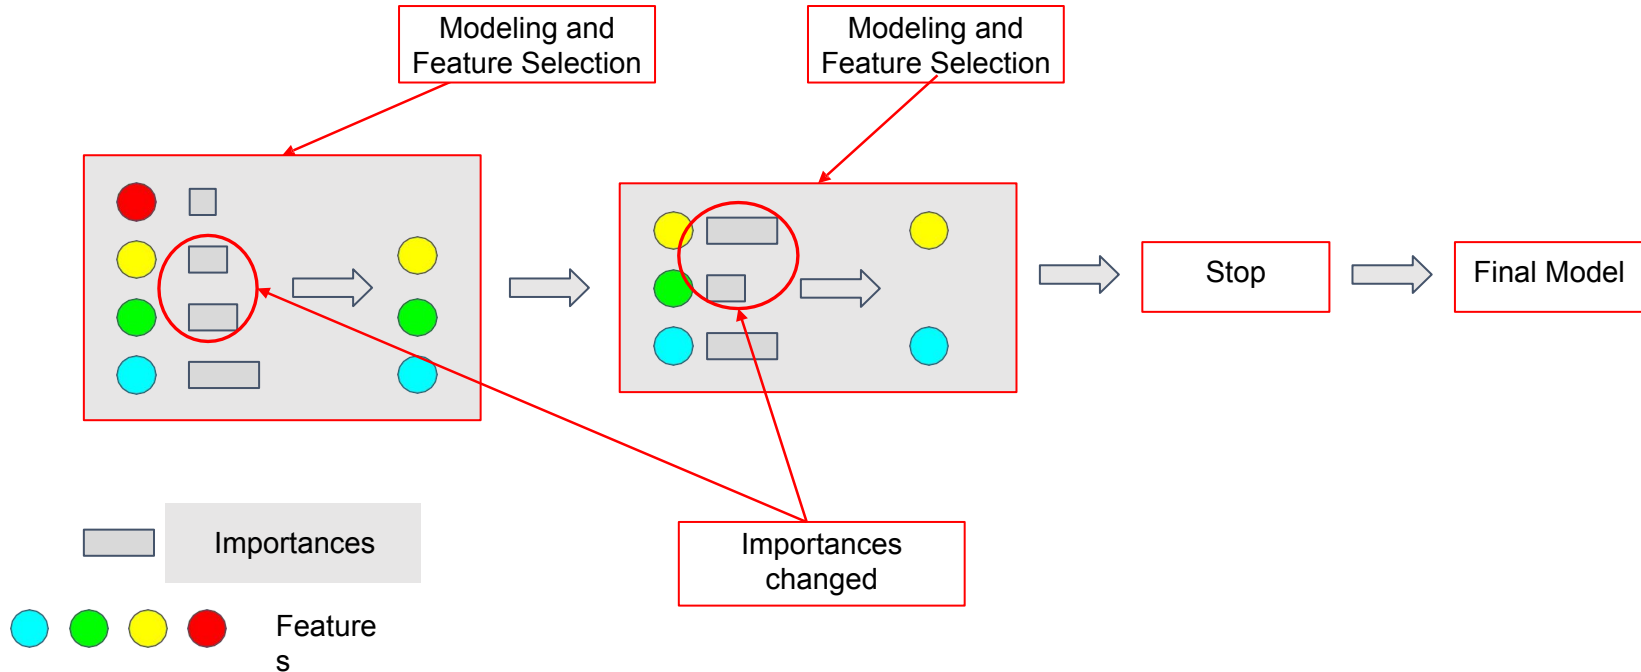 Modeling and
Feature Selection
Modeling and
Feature Selection
Stop
Final Model
Importances
Importances
changed
Feature
s